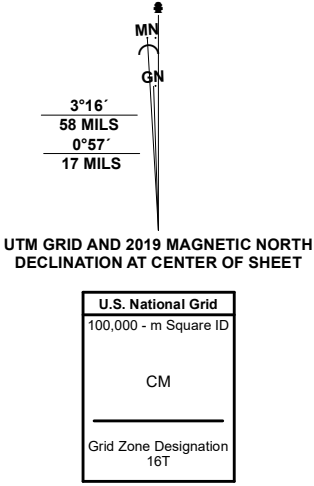 MN
GN
3°16´
58 MILS
0°57´
17 MILS
UTM GRID AND 2019 MAGNETIC NORTH
DECLINATION AT CENTER OF SHEET
U.S. National Grid
100,000 - m Square ID
CM
Grid Zone Designation
16T